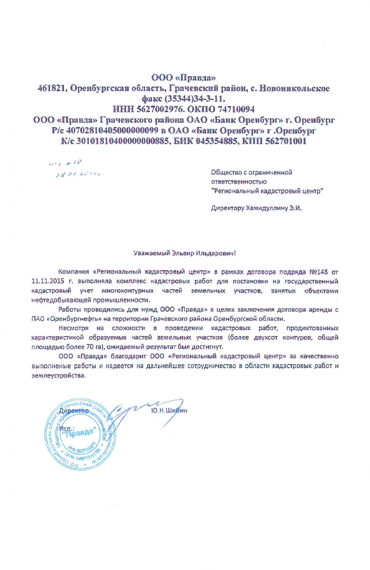 ООО «Правда»
461821, Оренбургская область, Грачевский район, с. Новоникольское
факс (35344)34-3-11.
ИНН 5627002976. ОКПО 74710094
ООО «Правда» Грачевского района ОАО «Банк Оренбург» г. Оренбург
Р/с 40702810405000000099 в ОАО «Банк Оренбург» г .Оренбург
К/с 30101810400000000885, БИК 045354885, КПП 562701001
Общество с ограниченной
ответственностью
"Региональный кадастровый центр"
Директору Хамидуллину Э.И.
Уважаемый Эльвир Ильдарович!
Компания «Региональный кадастровый центр» в рамках договора подряда №148 от
11.11.2015 г. выполняла комплекс кадастровых работ для постановки на государственный
кадастровый учет многоконтурных частей земельных участков, занятых объектами
нефтедобывающей промышленности.
Работы проводились для нужд ООО «Правда» в целях заключения договора аренды с
ПАО «Оренбургнефть» на территории Грачевского района Оренбургской области.
Несмотря на сложности в проведении кадастровых работ, продиктованных
характеристикой образуемых частей земельных участков (более двухсот контуров, общей
площадью более 70 га), ожидаемый результат был достигнут.
ООО «Правда» благодарит ООО «Региональный кадастровый центр» за качественно
выполненые работы и надеется на дальнейшее сотрудничество в области кадастровых работ и
землеустройства.
Директор Ю.Н.Шибин
Исп.:
"Правда"